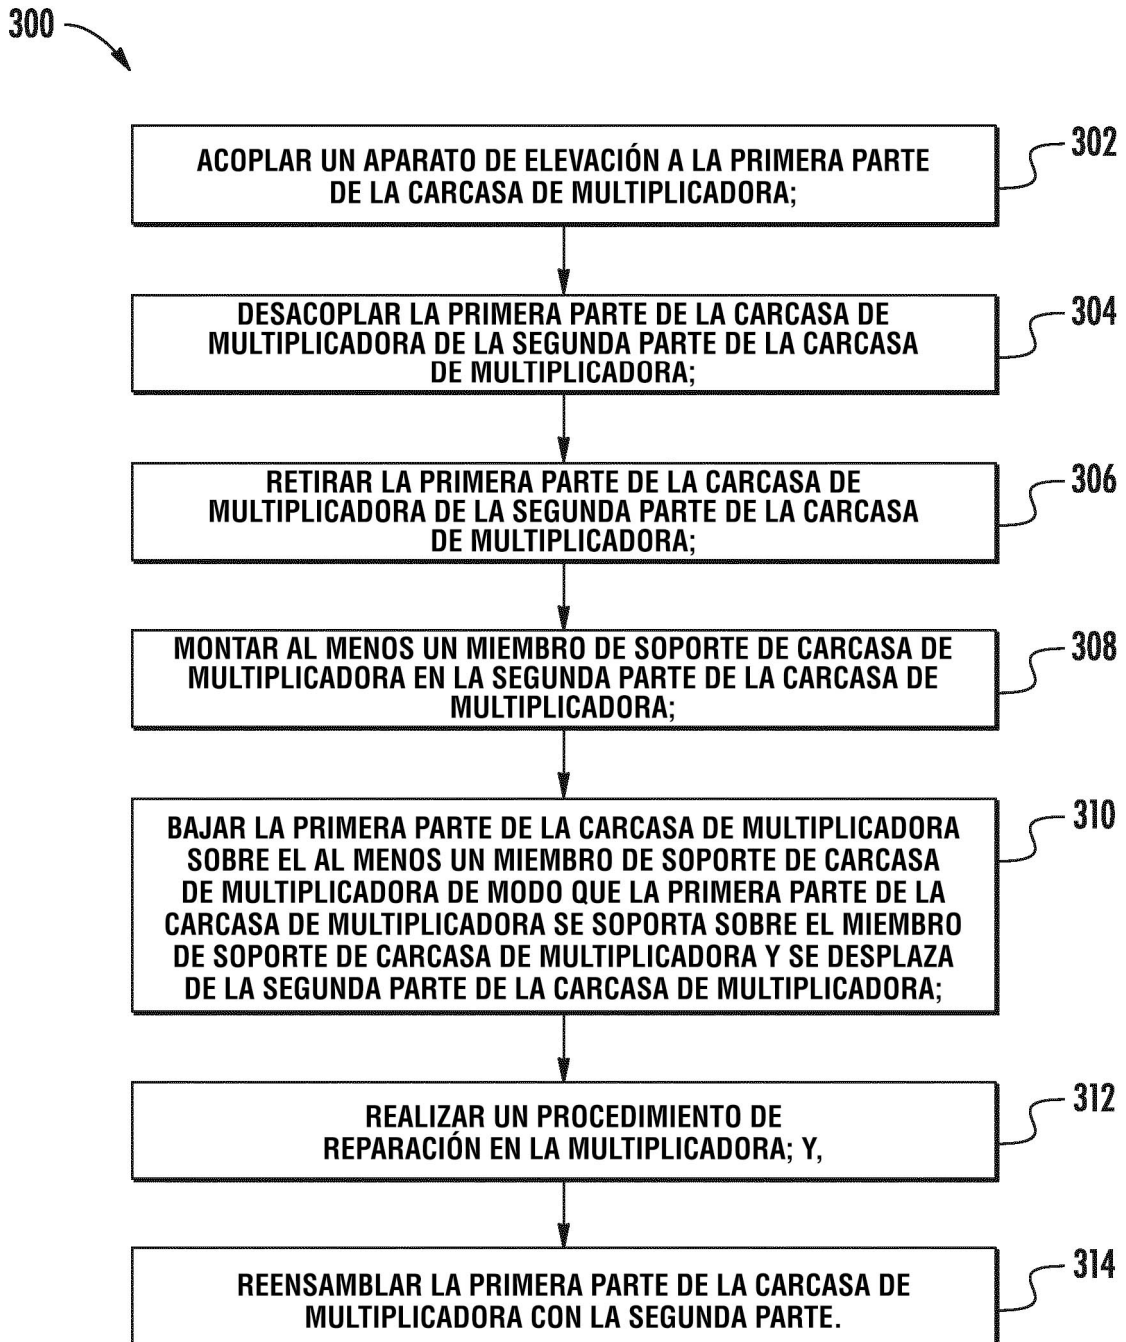 300
ACOPLAR UN APARATO DE ELEVACIÓN A LA PRIMERA PARTE
DE LA CARCASA DE MULTIPLICADORA;
302
DESACOPLAR LA PRIMERA PARTE DE LA CARCASA DE
MULTIPLICADORA DE LA SEGUNDA PARTE DE LA CARCASA
DE MULTIPLICADORA;
304
RETIRAR LA PRIMERA PARTE DE LA CARCASA DE
MULTIPLICADORA DE LA SEGUNDA PARTE DE LA CARCASA
DE MULTIPLICADORA;
306
MONTAR AL MENOS UN MIEMBRO DE SOPORTE DE CARCASA DE
MULTIPLICADORA EN LA SEGUNDA PARTE DE LA CARCASA DE
MULTIPLICADORA;
308
BAJAR LA PRIMERA PARTE DE LA CARCASA DE MULTIPLICADORA
SOBRE EL AL MENOS UN MIEMBRO DE SOPORTE DE CARCASA
DE MULTIPLICADORA DE MODO QUE LA PRIMERA PARTE DE LA
CARCASA DE MULTIPLICADORA SE SOPORTA SOBRE EL MIEMBRO
DE SOPORTE DE CARCASA DE MULTIPLICADORA Y SE DESPLAZA
DE LA SEGUNDA PARTE DE LA CARCASA DE MULTIPLICADORA;
310
REALIZAR UN PROCEDIMIENTO DE
REPARACIÓN EN LA MULTIPLICADORA; Y,
312
REENSAMBLAR LA PRIMERA PARTE DE LA CARCASA DE
MULTIPLICADORA CON LA SEGUNDA PARTE.
314